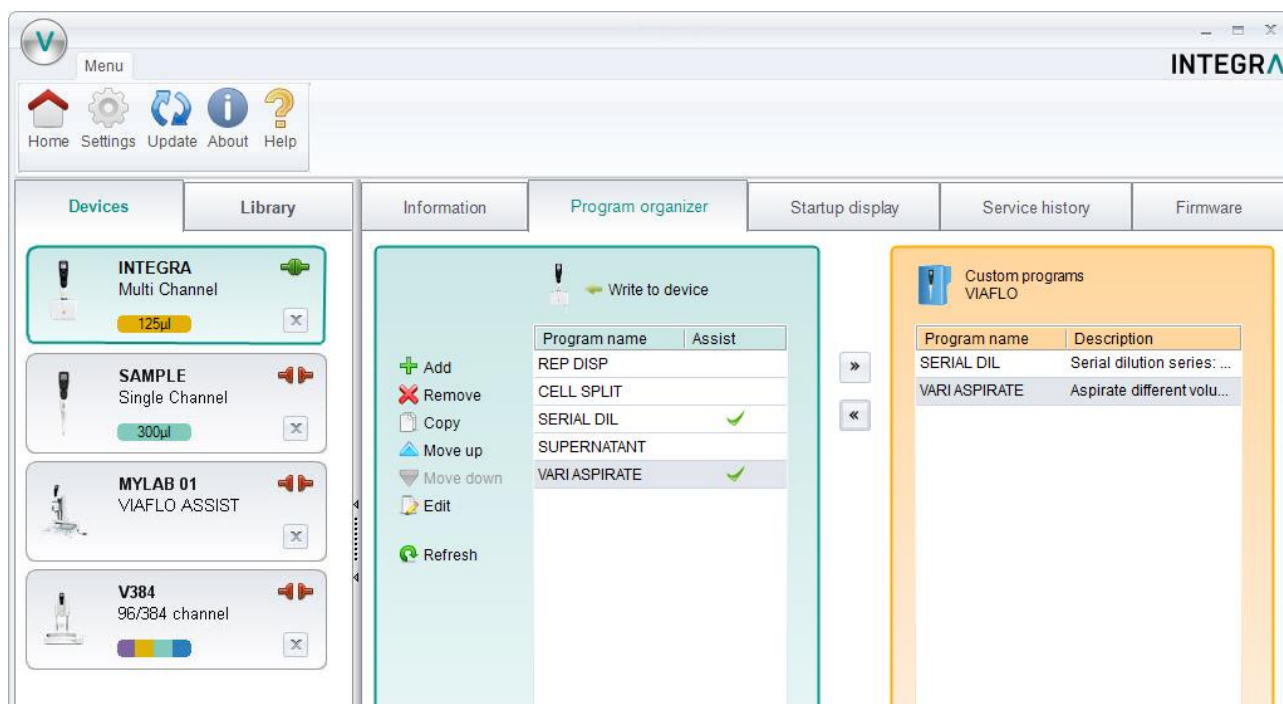 V
Menu
INTEGRA
Home Settings Update About Help
Devices Library Information Program organizer Startup display Service history Firmware
INTEGRA
Multi Channel
125µl
x
SAMPLE
Single Channel
300µl
x
MYLAB 01
VIAFLO ASSIST
x
V384
96/384 channel
x
Add
Remove
Copy
Move up
Move down
Edit
Refresh
Write to device
Program name Assist
REP DISP
CELL SPLIT
SERIAL DIL
SUPERNATANT
VARI ASPIRATE
»
«
Custom programs
VIAFLO
Program name Description
SERIAL DIL Serial dilution series: ...
VARI ASPIRATE Aspirate different volu...